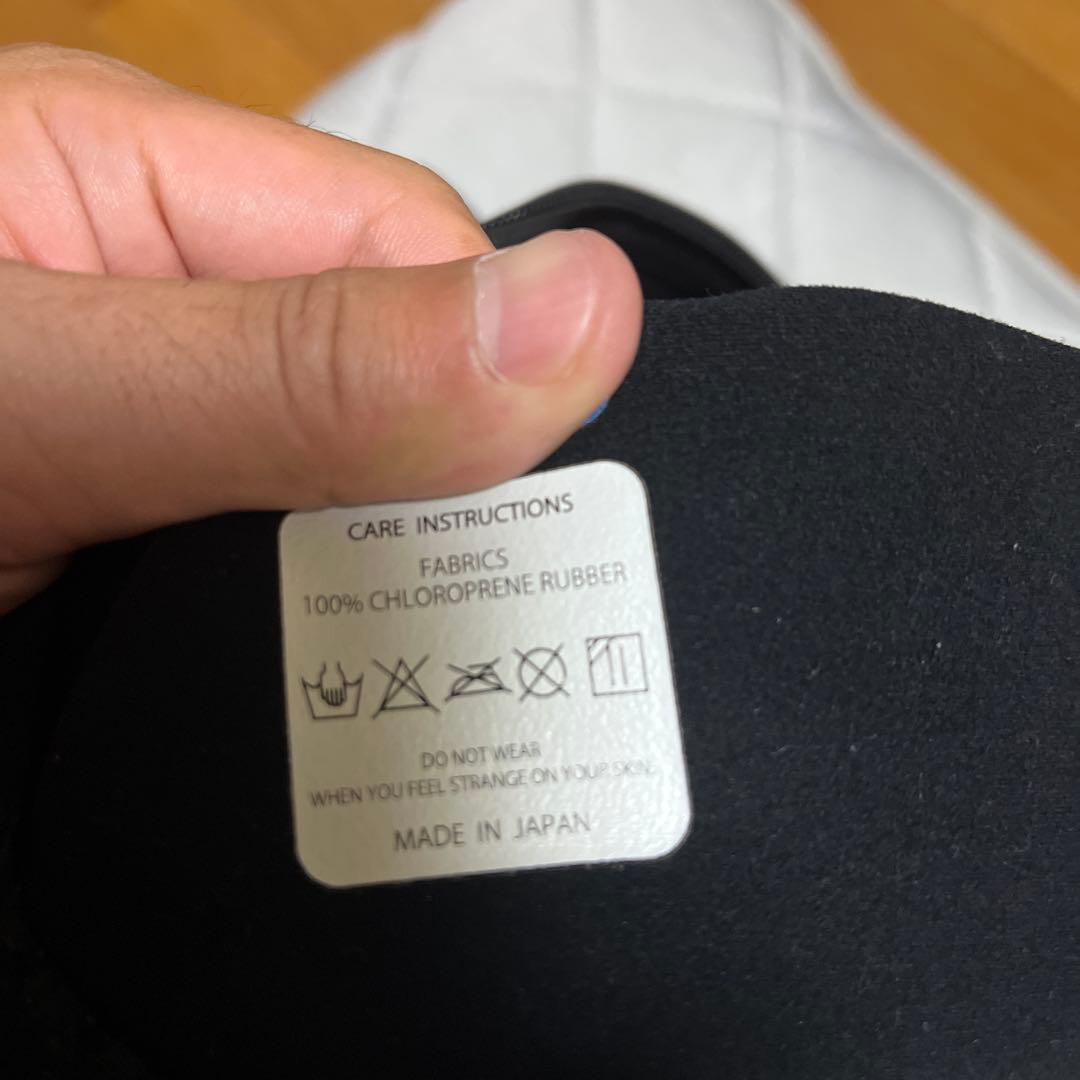 CARE INSTRUCTIONS
FABRICS
100% CHLOROPRENE RUBBER
DO NOT WEAR
WHEN YOU FEEL STRANGE ON YOUR SKIN.
MADE IN JAPAN